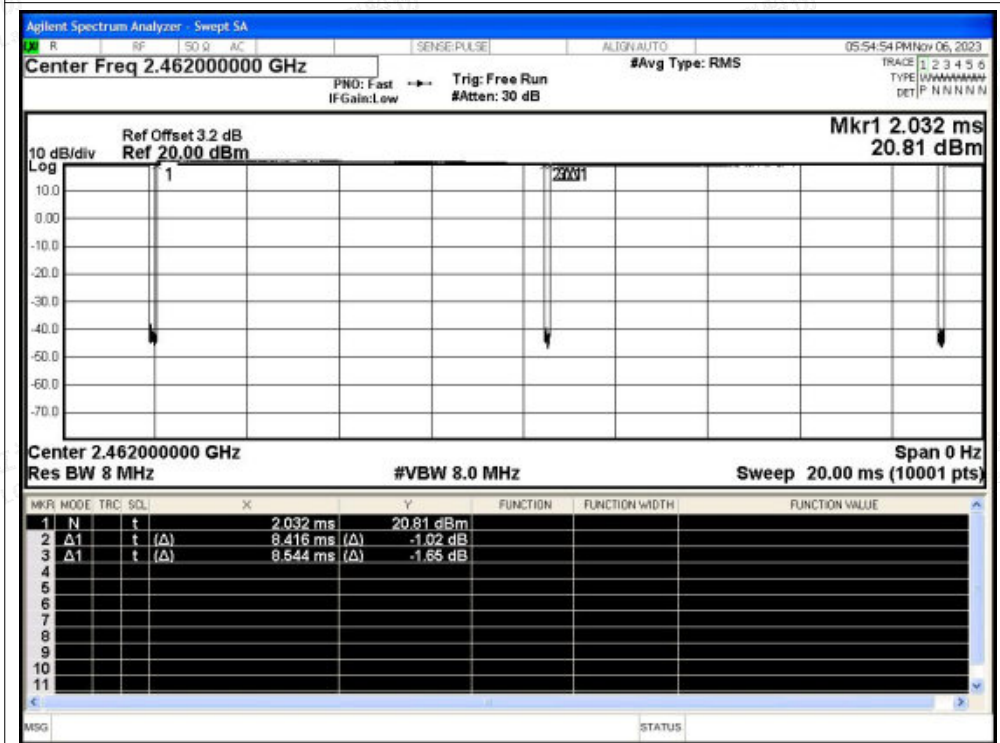 Agilent Spectrum Analyzer - Swept SA
LXI R RF 50 Ω AC SENSE:PULSE ALIGNAUTO 05:54:54 PMNov 06, 2023
Center Freq 2.462000000 GHz #Avg Type: RMS TRACE 1 2 3 4 5 6
PNO: Fast Trig: Free Run TYPE WWWWWW
IFGain:Low #Atten: 30 dB DET P N N N N N
Mkr1 2.032 ms
Ref Offset 3.2 dB
10 dB/div Ref 20.00 dBm 20.81 dBm
Log
1
10.0
0.00
-10.0
-20.0
-30.0
-40.0
-50.0
-60.0
-70.0
Center 2.462000000 GHz Span 0 Hz
Res BW 8 MHz #VBW 8.0 MHz Sweep 20.00 ms (10001 pts)
MKR MODE TRC SCL X Y FUNCTION FUNCTION WIDTH FUNCTION VALUE
1 N t 2.032 ms 20.81 dBm
2 Δ1 t (Δ) 8.416 ms (Δ) -1.02 dB
3 Δ1 t (Δ) 8.544 ms (Δ) -1.65 dB
4
5
6
7
8
9
10
11
MSG STATUS